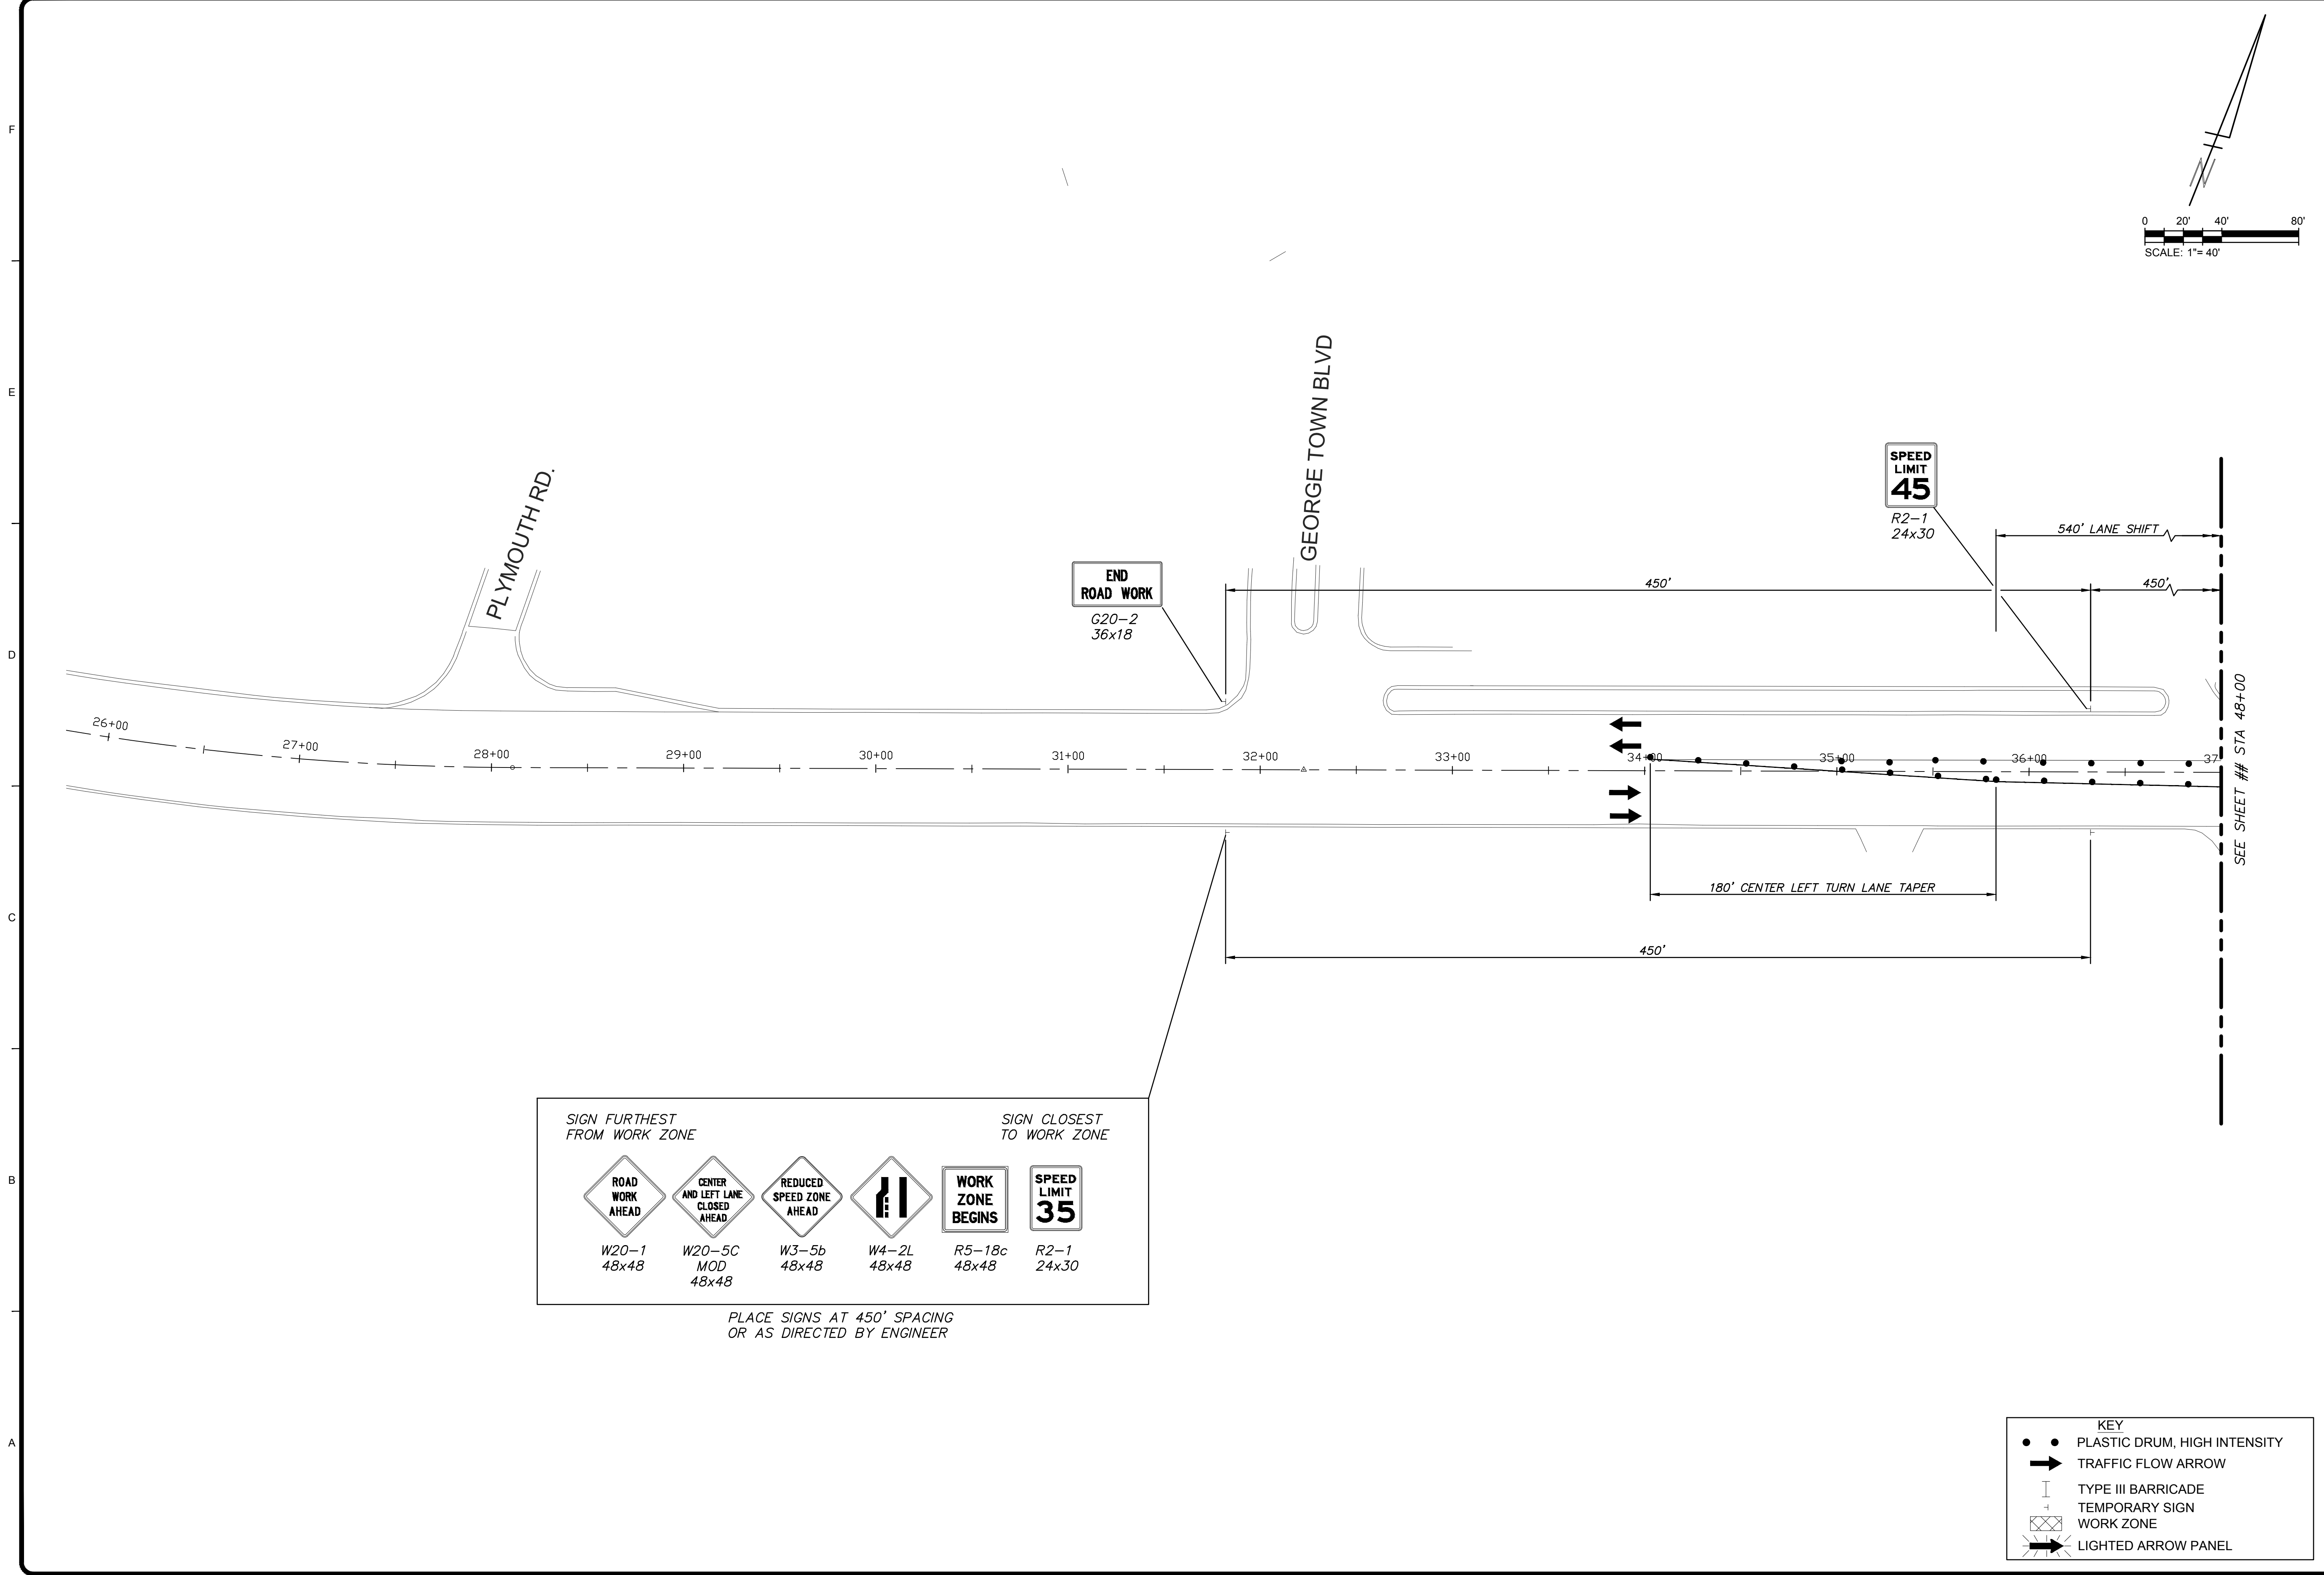 N
0 20' 40' 80'
SCALE: 1"= 40'
F
E
D
C
B
A
PLYMOUTH RD.
GEORGE TOWN BLVD
SPEED
LIMIT
45
R2-1
24x30
540' LANE SHIFT
450'
450'
END
ROAD WORK
G20-2
36x18
26+00
27+00
28+00
29+00
30+00
31+00
32+00
33+00
34+00
35+00
36+00
37
SEE SHEET ## STA 48+00
180' CENTER LEFT TURN LANE TAPER
450'
SIGN FURTHEST
FROM WORK ZONE
SIGN CLOSEST
TO WORK ZONE
ROAD
WORK
AHEAD
W20-1
48x48
CENTER
AND LEFT LANE
CLOSED
AHEAD
W20-5C
MOD
48x48
REDUCED
SPEED ZONE
AHEAD
W3-5b
48x48
W4-2L
48x48
WORK
ZONE
BEGINS
R5-18c
48x48
SPEED
LIMIT
35
R2-1
24x30
PLACE SIGNS AT 450' SPACING
OR AS DIRECTED BY ENGINEER
KEY
PLASTIC DRUM, HIGH INTENSITY
TRAFFIC FLOW ARROW
TYPE III BARRICADE
TEMPORARY SIGN
WORK ZONE
LIGHTED ARROW PANEL